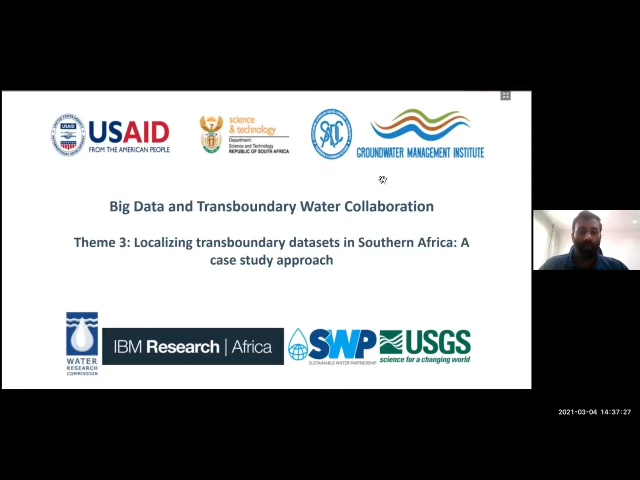 USAID
FROM THE AMERICAN PEOPLE
science
& technology
Department:
Science and Technology
REPUBLIC OF SOUTH AFRICA
SADC
GROUNDWATER MANAGEMENT INSTITUTE
Big Data and Transboundary Water Collaboration
Theme 3: Localizing transboundary datasets in Southern Africa: A
case study approach
WATER
RESEARCH
COMMISSION
IBM Research | Africa
SWP
SUSTAINABLE WATER PARTNERSHIP
USGS
science for a changing world
2021-03-04 14:37:27